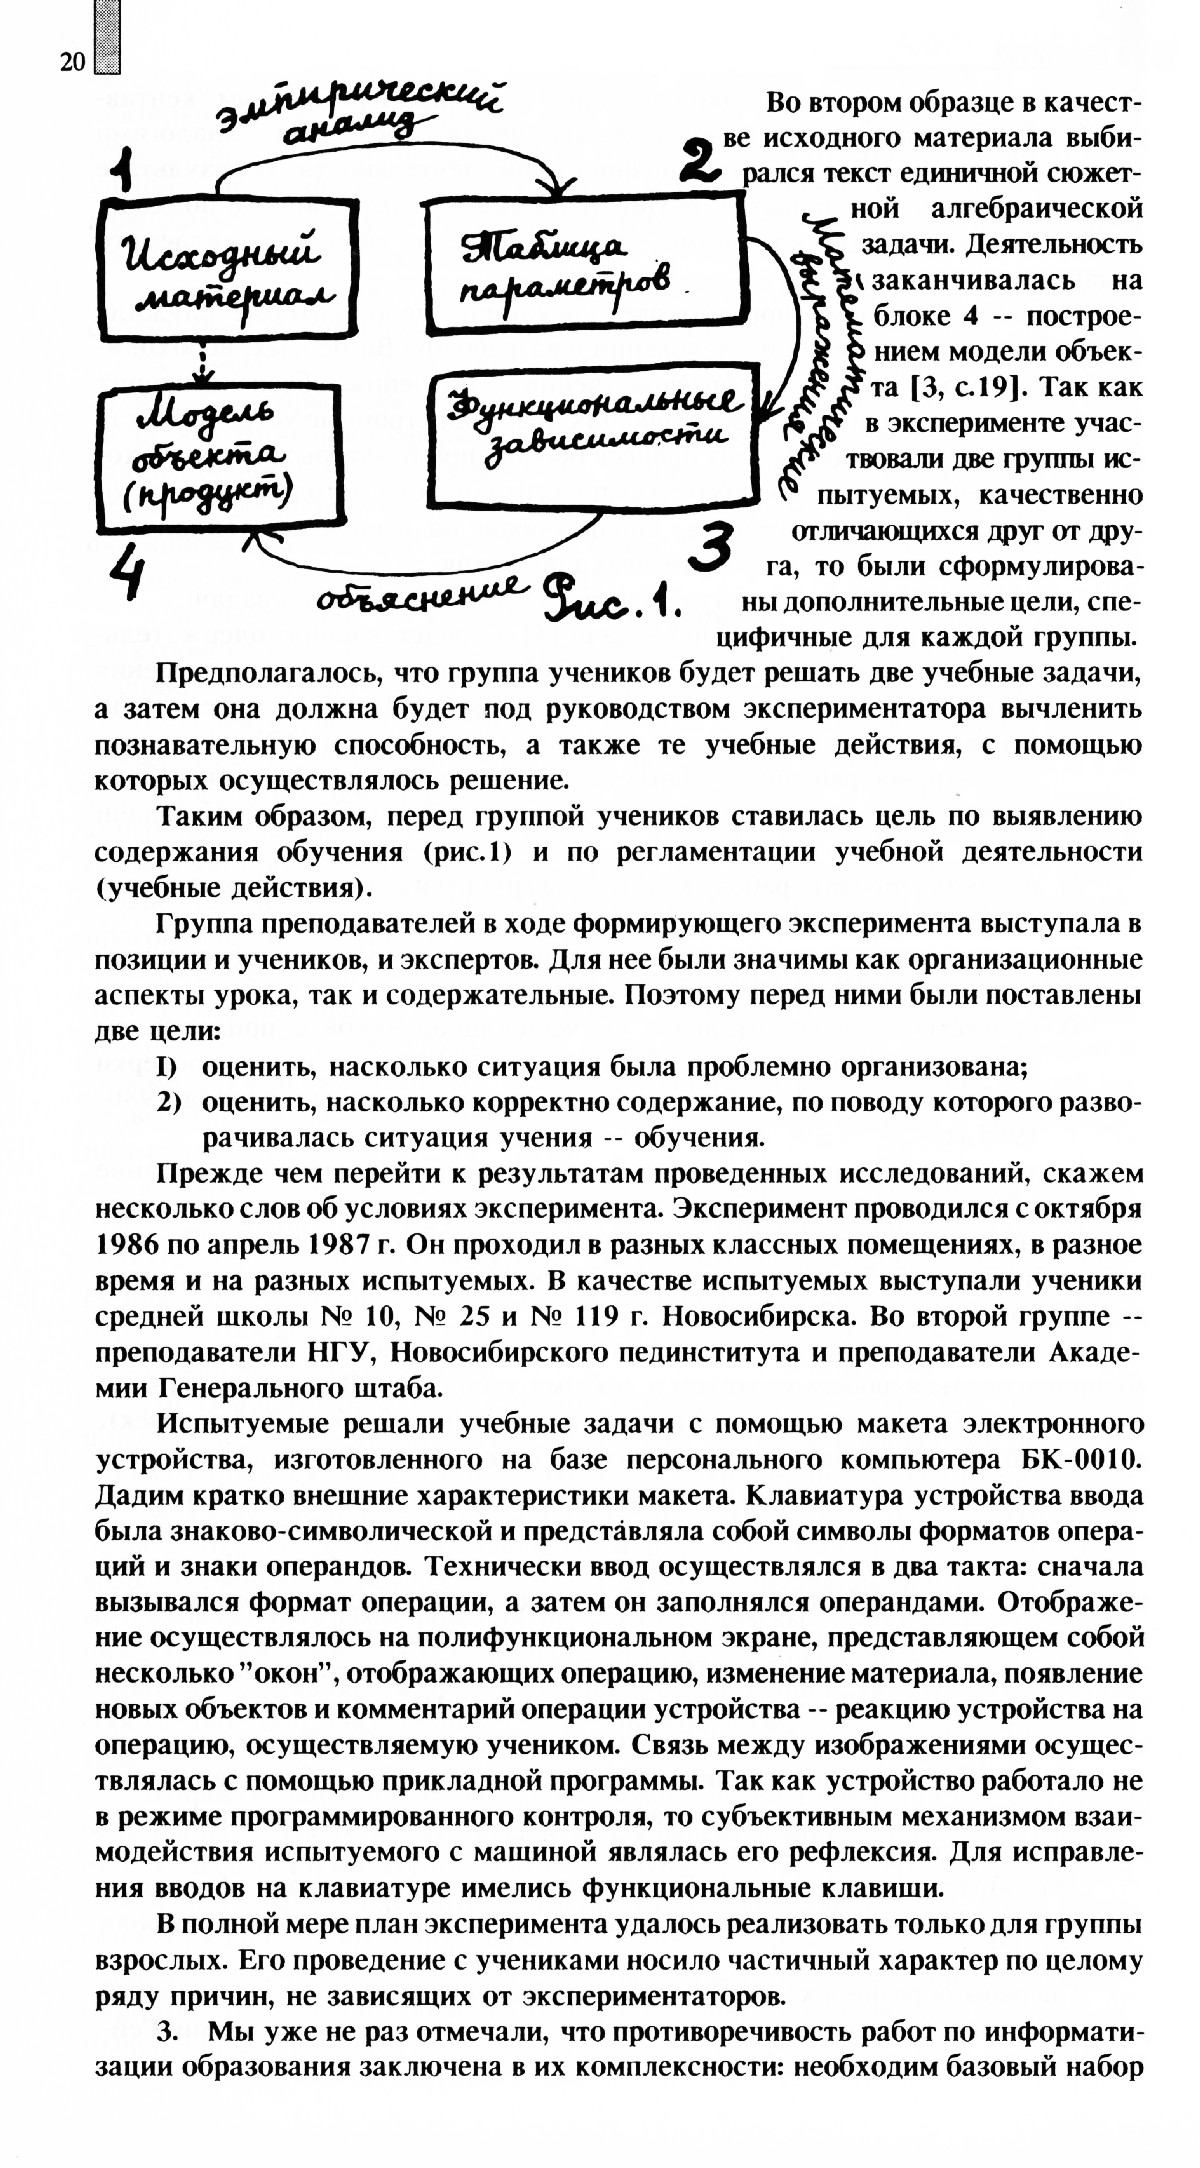 20
эмпирический
анализ
1
2
Исходный
материал
Таблица
параметров
Математические
выражения
Модель
объекта
(продукт)
Функциональные
зависимости
4
3
объяснение
Рис. 1.
Во втором образце в качест-
ве исходного материала выби-
рался текст единичной сюжет-
ной алгебраической
задачи. Деятельность
заканчивалась на
блоке 4 -- построе-
нием модели объек-
та [3, с.19]. Так как
в эксперименте учас-
твовали две группы ис-
пытуемых, качественно
отличающихся друг от дру-
га, то были сформулирова-
ны дополнительные цели, спе-
цифичные для каждой группы.
Предполагалось, что группа учеников будет решать две учебные задачи,
а затем она должна будет под руководством экспериментатора вычленить
познавательную способность, а также те учебные действия, с помощью
которых осуществлялось решение.
Таким образом, перед группой учеников ставилась цель по выявлению
содержания обучения (рис.1) и по регламентации учебной деятельности
(учебные действия).
Группа преподавателей в ходе формирующего эксперимента выступала в
позиции и учеников, и экспертов. Для нее были значимы как организационные
аспекты урока, так и содержательные. Поэтому перед ними были поставлены
две цели:
I) оценить, насколько ситуация была проблемно организована;
2) оценить, насколько корректно содержание, по поводу которого разво-
рачивалась ситуация учения -- обучения.
Прежде чем перейти к результатам проведенных исследований, скажем
несколько слов об условиях эксперимента. Эксперимент проводился с октября
1986 по апрель 1987 г. Он проходил в разных классных помещениях, в разное
время и на разных испытуемых. В качестве испытуемых выступали ученики
средней школы № 10, № 25 и № 119 г. Новосибирска. Во второй группе --
преподаватели НГУ, Новосибирского пединститута и преподаватели Акаде-
мии Генерального штаба.
Испытуемые решали учебные задачи с помощью макета электронного
устройства, изготовленного на базе персонального компьютера БК-0010.
Дадим кратко внешние характеристики макета. Клавиатура устройства ввода
была знаково-символической и представляла собой символы форматов опера-
ций и знаки операндов. Технически ввод осуществлялся в два такта: сначала
вызывался формат операции, а затем он заполнялся операндами. Отображе-
ние осуществлялось на полифункциональном экране, представляющем собой
несколько "окон", отображающих операцию, изменение материала, появление
новых объектов и комментарий операции устройства -- реакцию устройства на
операцию, осуществляемую учеником. Связь между изображениями осущес-
твлялась с помощью прикладной программы. Так как устройство работало не
в режиме программированного контроля, то субъективным механизмом взаи-
модействия испытуемого с машиной являлась его рефлексия. Для исправле-
ния вводов на клавиатуре имелись функциональные клавиши.
В полной мере план эксперимента удалось реализовать только для группы
взрослых. Его проведение с учениками носило частичный характер по целому
ряду причин, не зависящих от экспериментаторов.
3. Мы уже не раз отмечали, что противоречивость работ по информати-
зации образования заключена в их комплексности: необходим базовый набор